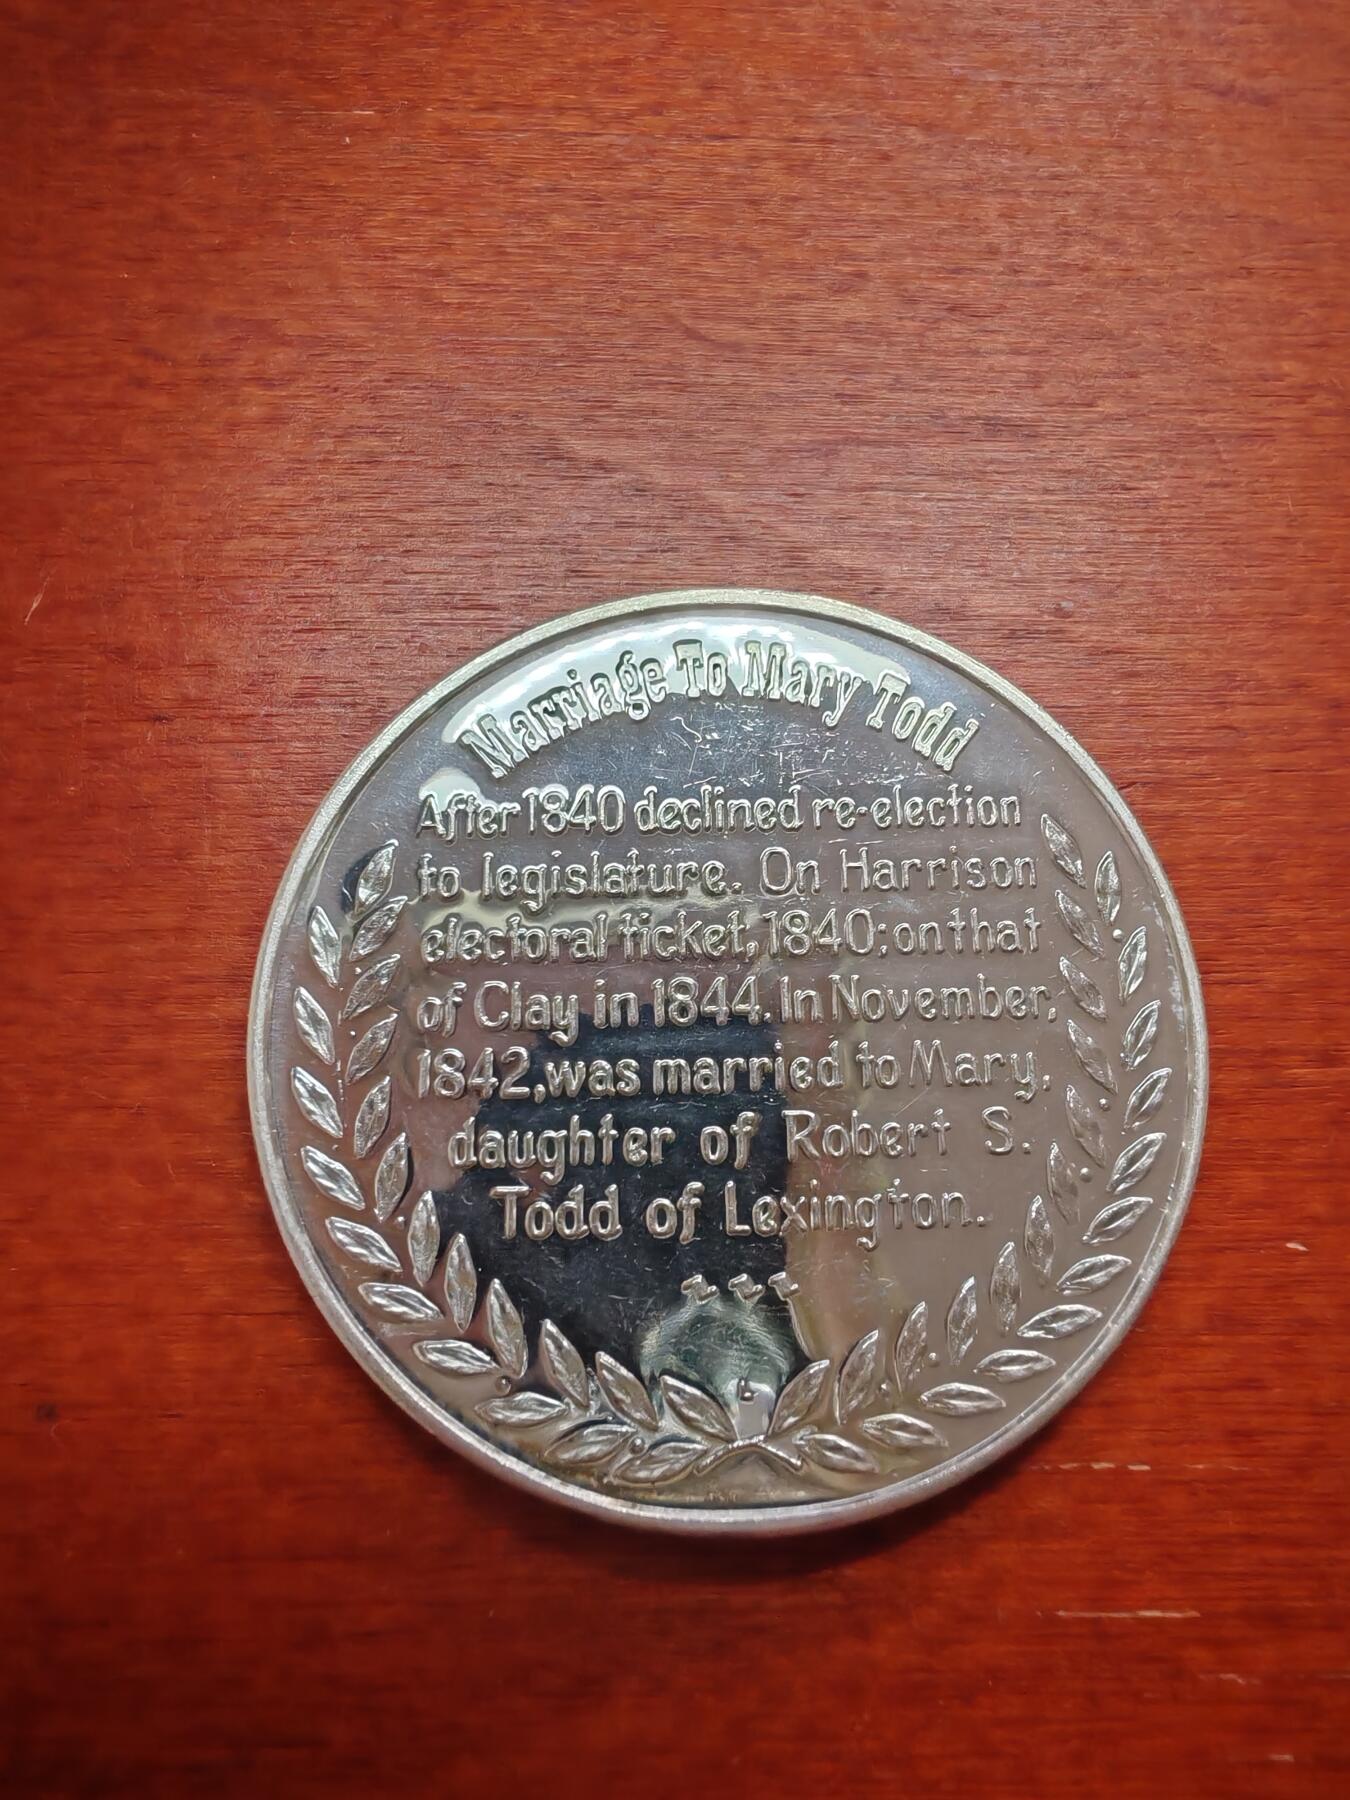 Marriage To Mary Todd
After 1840 declined re-election
to legislature. On Harrison
electoral ticket, 1840; on that
of Clay in 1844. In November,
1842, was married to Mary,
daughter of Robert S.
Todd of Lexington.